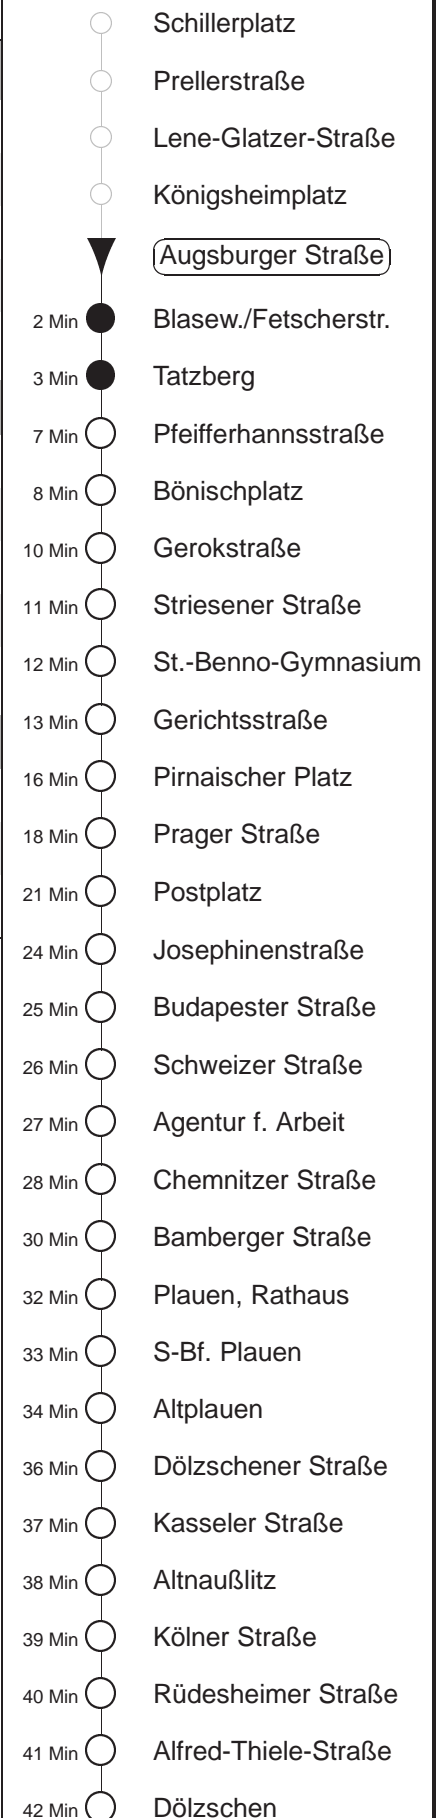 Schillerplatz
Prellerstraße
Lene-Glatzer-Straße
Königsheimplatz
Augsburger Straße
2 Min Blasew./Fetscherstr.
3 Min Tatzberg
7 Min Pfeifferhannsstraße
8 Min Bönischplatz
10 Min Gerokstraße
11 Min Striesener Straße
12 Min St.-Benno-Gymnasium
13 Min Gerichtsstraße
16 Min Pirnaischer Platz
18 Min Prager Straße
21 Min Postplatz
24 Min Josephinenstraße
25 Min Budapester Straße
26 Min Schweizer Straße
27 Min Agentur f. Arbeit
28 Min Chemnitzer Straße
30 Min Bamberger Straße
32 Min Plauen, Rathaus
33 Min S-Bf. Plauen
34 Min Altplauen
36 Min Dölzschener Straße
37 Min Kasseler Straße
38 Min Altnaußlitz
39 Min Kölner Straße
40 Min Rüdesheimer Straße
41 Min Alfred-Thiele-Straße
42 Min Dölzschen